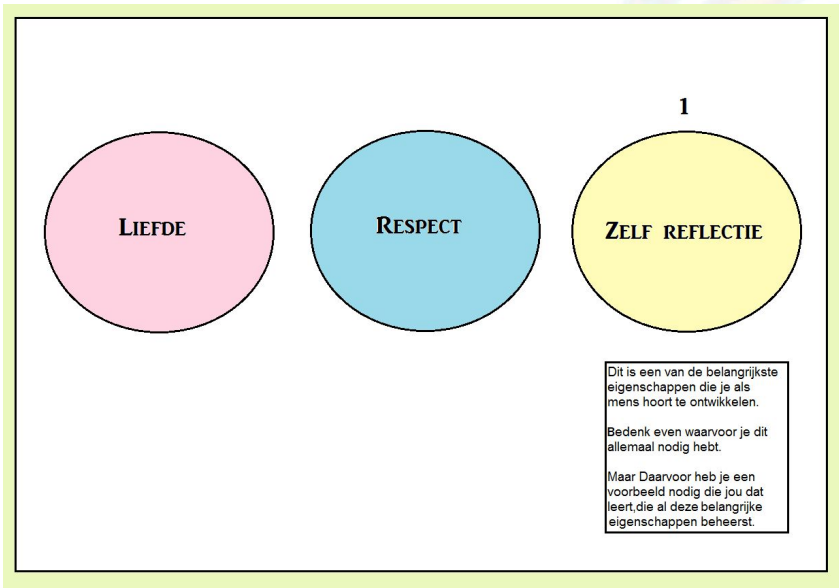 1
LIEFDE
RESPECT
ZELF REFLECTIE
Dit is een van de belangrijkste
eigenschappen die je als
mens hoort te ontwikkelen.
Bedenk even waarvoor je dit
allemaal nodig hebt.
Maar Daarvoor heb je een
voorbeeld nodig die jou dat
leert,die al deze belangrijke
eigenschappen beheerst.